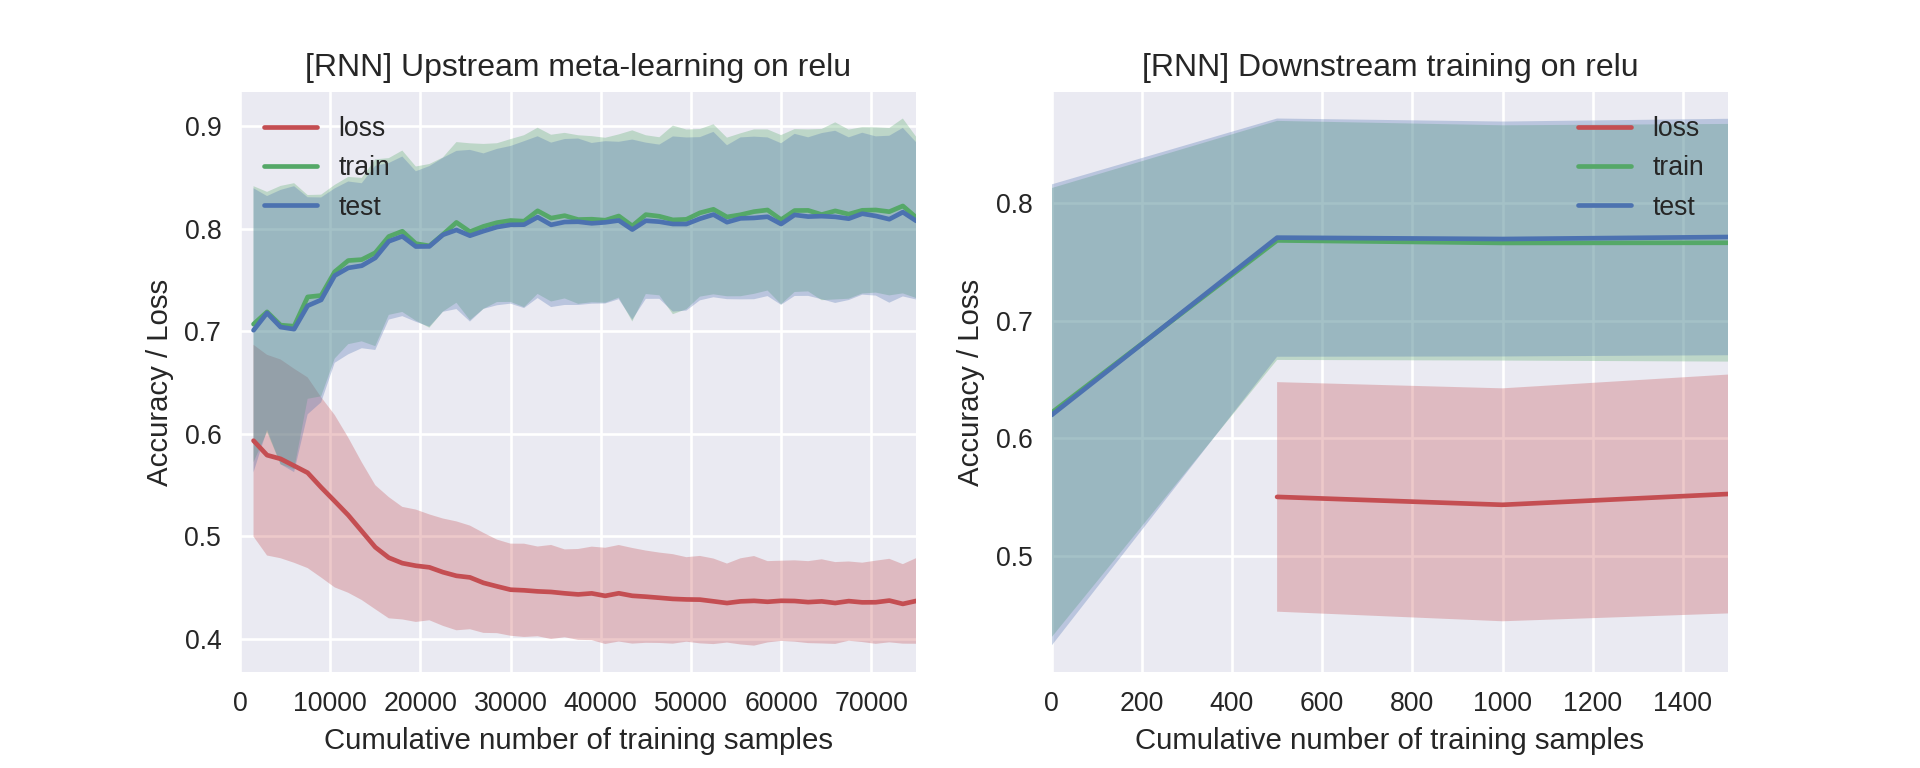 [RNN] Upstream meta-learning on relu
0.9
0.8
0.7
0.6
0.5
0.4
Accuracy / Loss
loss
train
test
0 10000 20000 30000 40000 50000 60000 70000
Cumulative number of training samples
[RNN] Downstream training on relu
0.8
0.7
0.6
0.5
Accuracy / Loss
loss
train
test
0 200 400 600 800 1000 1200 1400
Cumulative number of training samples